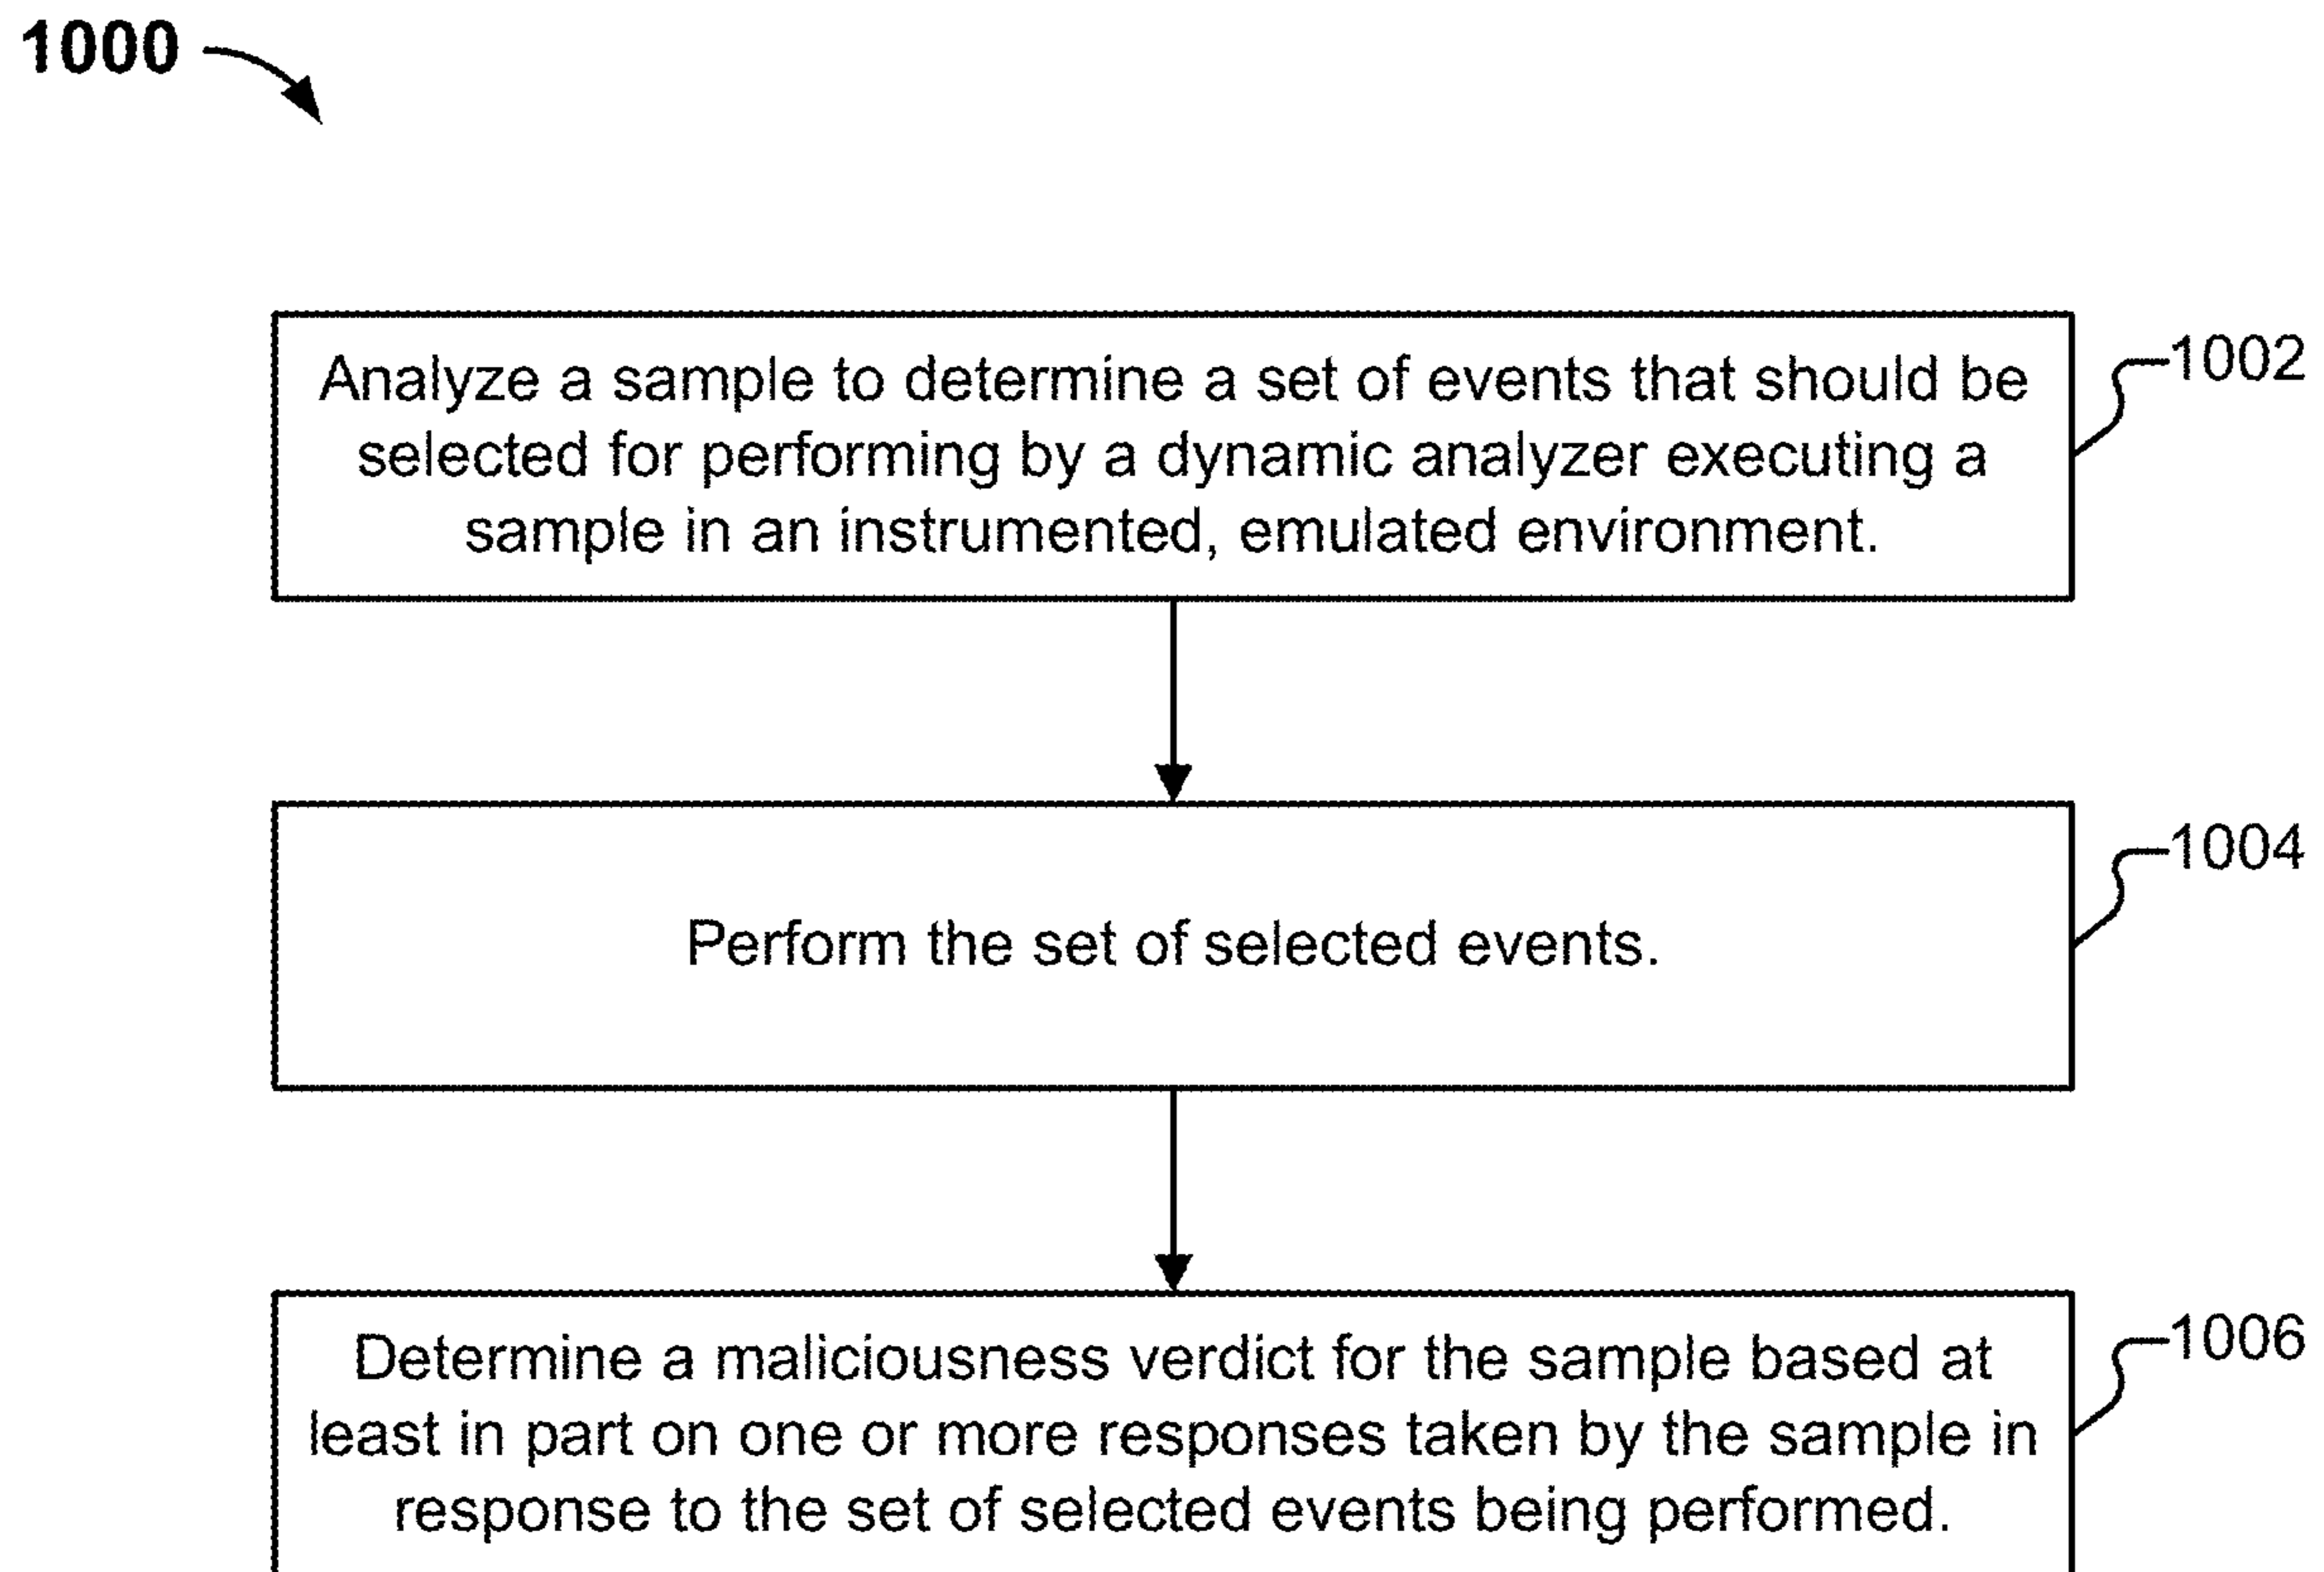 1000
Analyze a sample to determine a set of events that should be
selected for performing by a dynamic analyzer executing a
sample in an instrumented, emulated environment.
1002
Perform the set of selected events.
1004
Determine a maliciousness verdict for the sample based at
least in part on one or more responses taken by the sample in
response to the set of selected events being performed.
1006